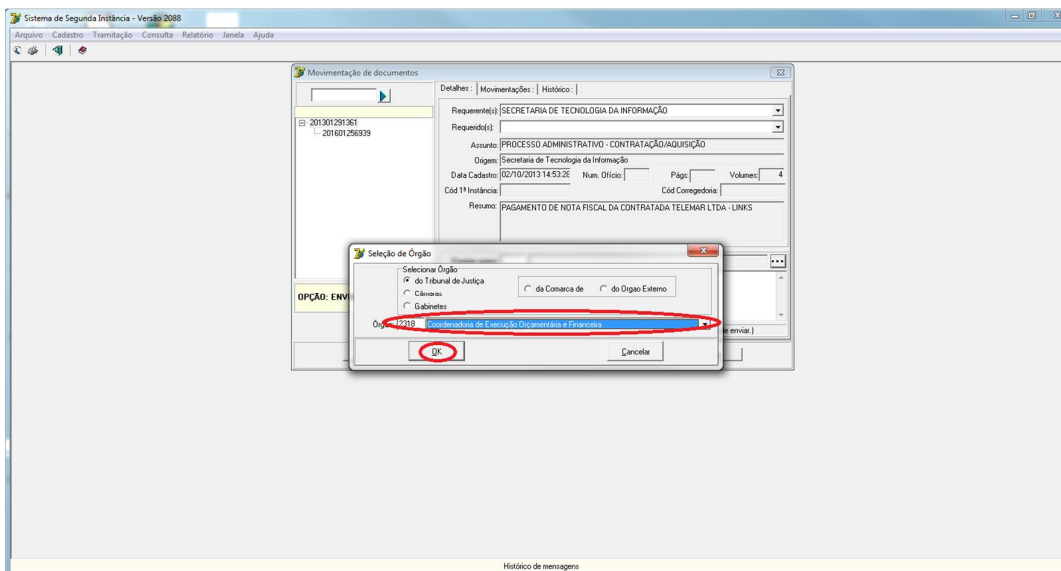 Sistema de Segunda Instância - Versão 2088
Arquivo Cadastro Tramitação Consulta Relatório Janela Ajuda
Movimentação de documentos
Detalhes : Movimentações : Histórico :
201301291361
201601256939
Requerente(s): SECRETARIA DE TECNOLOGIA DA INFORMAÇÃO
Requerido(s):
Assunto: PROCESSO ADMINISTRATIVO - CONTRATAÇÃO/AQUISIÇÃO
Origem: Secretaria de Tecnologia da Informação
Data Cadastro: 02/10/2013 14:53:28 Num. Ofício: Págs: Volumes: 4
Cód 1ª Instância: Cód Corregedoria:
Resumo: PAGAMENTO DE NOTA FISCAL DA CONTRATADA TELEMAR LTDA - LINKS
Seleção de Órgão
Selecionar Órgão
do Tribunal de Justiça
Câmaras
Gabinetes
da Comarca de do Orgao Externo
OPÇÃO: ENVI
Órgão 2318 Coordenadoria de Execução Orçamentária e Financeira
e enviar.)
OK Cancelar
Histórico de mensagens